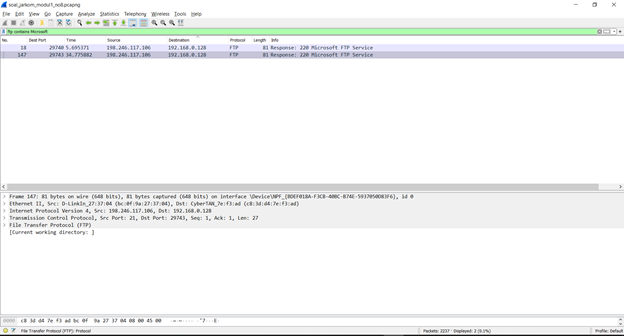 soal_jarkom_modul1_no8.pcapng
File Edit View Go Capture Analyze Statistics Telephony Wireless Tools Help
ftp contains Microsoft
No. Dest Port Time Source Destination Protocol Length Info
18 29740 5.695371 198.246.117.106 192.168.0.128 FTP 81 Response: 220 Microsoft FTP Service
147 29743 34.775882 198.246.117.106 192.168.0.128 FTP 81 Response: 220 Microsoft FTP Service
Frame 147: 81 bytes on wire (648 bits), 81 bytes captured (648 bits) on interface \Device\NPF_{8DEF018A-F3CB-40BC-B74E-5937050D83F6}, id 0
Ethernet II, Src: D-LinkIn_27:37:04 (bc:0f:9a:27:37:04), Dst: CyberTAN_7e:f3:ad (c8:3d:d4:7e:f3:ad)
Internet Protocol Version 4, Src: 198.246.117.106, Dst: 192.168.0.128
Transmission Control Protocol, Src Port: 21, Dst Port: 29743, Seq: 1, Ack: 1, Len: 27
File Transfer Protocol (FTP)
[Current working directory: ]
0000 c8 3d d4 7e f3 ad bc 0f 9a 27 37 04 08 00 45 00
File Transfer Protocol (FTP): Protocol
Packets: 2237 · Displayed: 2 (0.1%)
Profile: Default